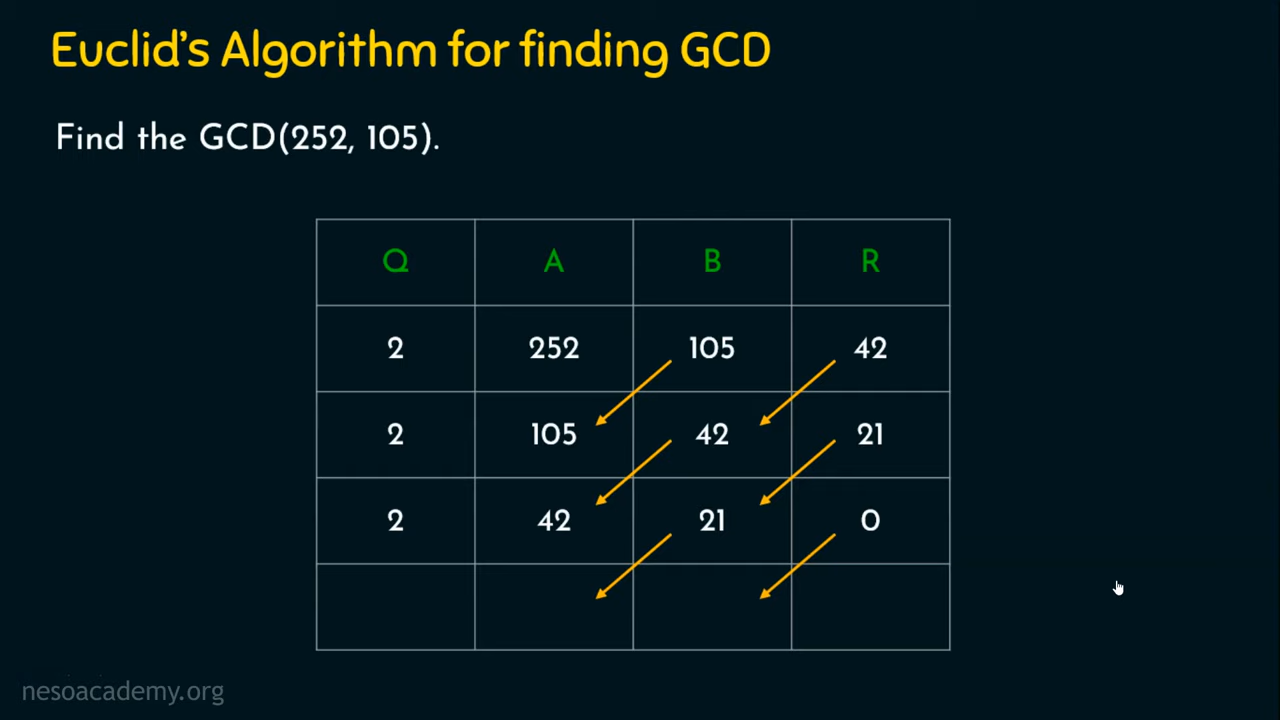 Euclid's Algorithm for finding GCD
Find the GCD(252, 105).
Q A B R
2 252 105 42
2 105 42 21
2 42 21 0
nesoacademy.org